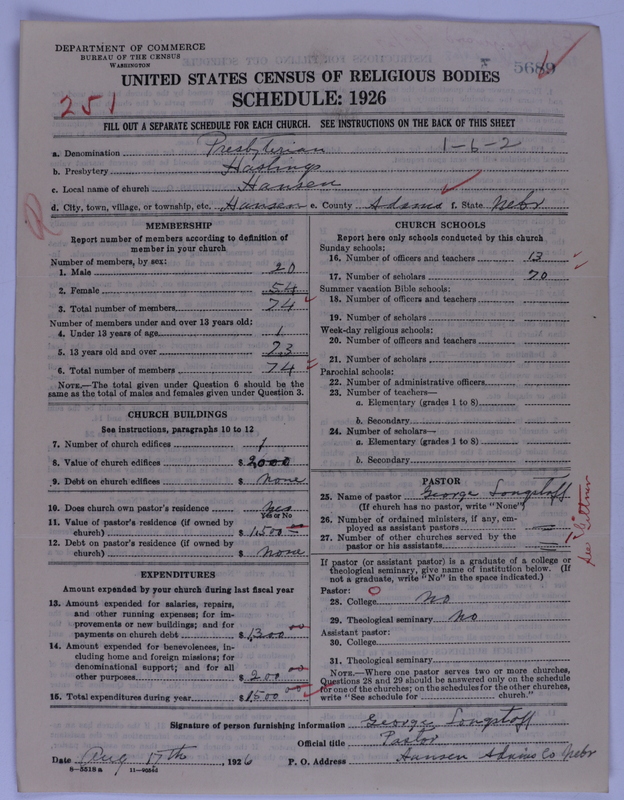 DEPARTMENT OF COMMERCE
BUREAU OF THE CENSUS
WASHINGTON
5689
UNITED STATES CENSUS OF RELIGIOUS BODIES
251
SCHEDULE: 1926
FILL OUT A SEPARATE SCHEDULE FOR EACH CHURCH. SEE INSTRUCTIONS ON THE BACK OF THIS SHEET
a. Denomination Presbyterian 1-6-2
b. Presbytery Hastings
c. Local name of church Hansen
d. City, town, village, or township, etc. Hansen e. County Adams f. State Nebr
MEMBERSHIP
Report number of members according to definition of
member in your church
Number of members, by sex:
1. Male 20
2. Female 54
3. Total number of members 74
Number of members under and over 13 years old:
4. Under 13 years of age 1
5. 13 years old and over 73
6. Total number of members 74
NOTE.—The total given under Question 6 should be
same as the total of males and females given under Question 3.
CHURCH BUILDINGS
See instructions, paragraphs 10 to 12
7. Number of church edifices 1
8. Value of church edifices $ 2000
9. Debt on church edifices $ none
10. Does church own pastor's residence yes
Yes or No
11. Value of pastor's residence (if owned by
church) $ 1500
12. Debt on pastor's residence (if owned by
church) $ none
EXPENDITURES
Amount expended by your church during last fiscal year
13. Amount expended for salaries, repairs,
and other running expenses; for im-
provements or new buildings; and for
payments on church debt $ 1300
14. Amount expended for benevolences, in-
cluding home and foreign missions; for
denominational support; and for all
other purposes $ 200
15. Total expenditures during year $ 1500
CHURCH SCHOOLS
Report here only schools conducted by this church
Sunday schools:
16. Number of officers and teachers 13
17. Number of scholars 70
Summer vacation Bible schools:
18. Number of officers and teachers
19. Number of scholars
Week-day religious schools:
20. Number of officers and teachers
21. Number of scholars
Parochial schools:
22. Number of administrative officers
23. Number of teachers—
a. Elementary (grades 1 to 8)
b. Secondary
24. Number of scholars—
a. Elementary (grades 1 to 8)
b. Secondary
PASTOR
25. Name of pastor George Longstaff
(If church has no pastor, write "None")
26. Number of ordained ministers, if any, em-
ployed as assistant pastors
27. Number of other churches served by the
pastor or his assistants
If pastor (or assistant pastor) is a graduate of a college or
theological seminary, give name of institution below. (If
not a graduate, write "No" in the space indicated.)
Pastor:
28. College no
29. Theological seminary no
Assistant pastor:
30. College
31. Theological seminary
NOTE.—Where one pastor serves two or more churches,
Questions 28 and 29 should be answered only on the schedule
for one of the churches; on the schedules for the other churches,
write "See schedule for church."
Signature of person furnishing information George Longstaff
Official title Pastor
Date Aug 17th, 1926 P. O. Address Hansen Adams Co Nebr
8-5518a